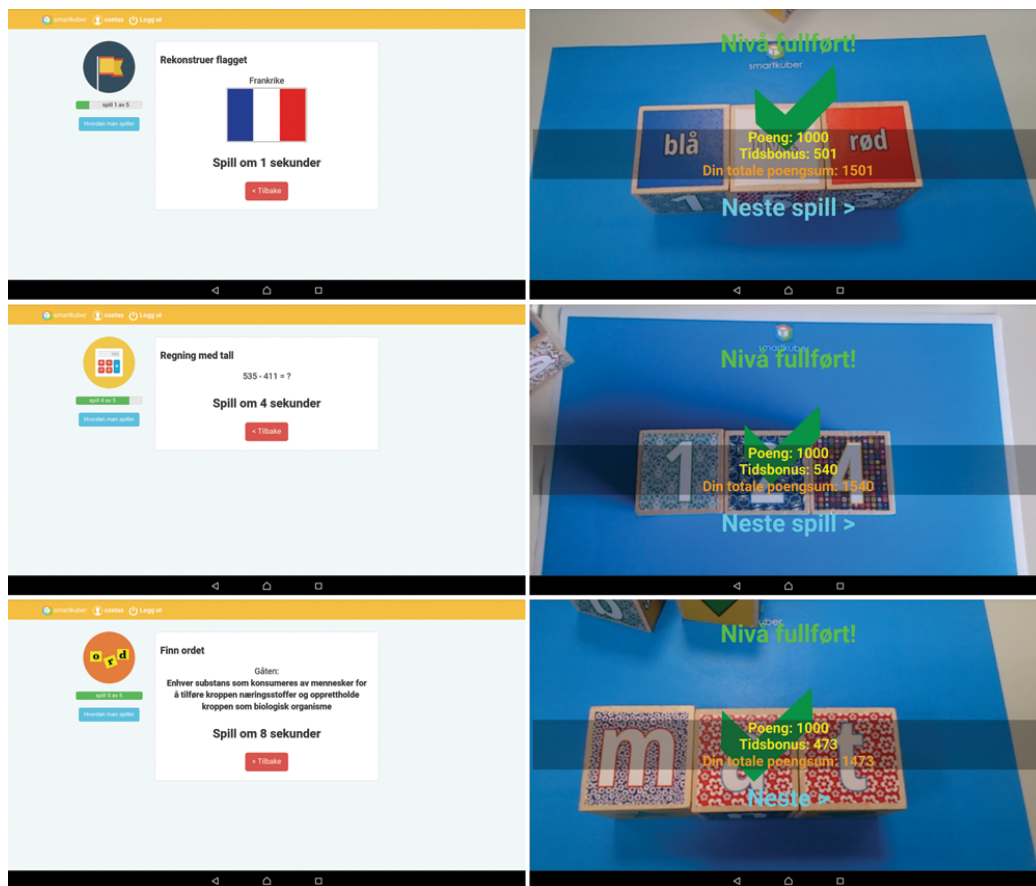 smartkuber nostax Logg ut
Rekonstruer flagget
Frankrike
spill 1 av 5
Hvordan man spiller
Spill om 1 sekunder
< Tilbake
Nivå fullført!
smartkuber
blå
rød
Poeng: 1000
Tidsbonus: 501
Din totale poengsum: 1501
Neste spill >
smartkuber nostax Logg ut
Regning med tall
535 - 411 = ?
spill 4 av 5
Hvordan man spiller
Spill om 4 sekunder
< Tilbake
smartkuber
Nivå fullført!
1 2 4
Poeng: 1000
Tidsbonus: 540
Din totale poengsum: 1540
Neste spill >
smartkuber nostax Logg ut
o r d
Finn ordet
Gåten:
Enhver substans som konsumeres av mennesker for
å tilføre kroppen næringsstoffer og opprettholde
kroppen som biologisk organisme
spill 5 av 5
Hvordan man spiller
Spill om 8 sekunder
< Tilbake
Nivå fullført!
m a t
Poeng: 1000
Tidsbonus: 473
Din totale poengsum: 1473
Neste >